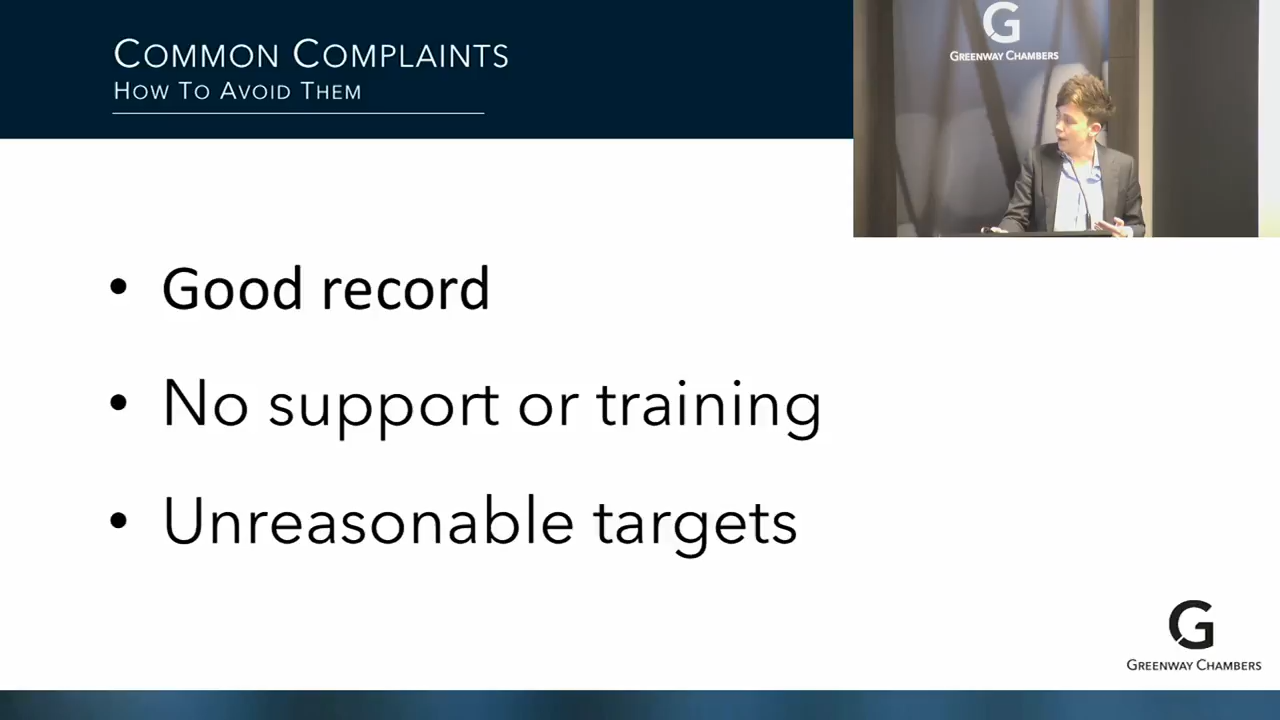 COMMON COMPLAINTS
HOW TO AVOID THEM
G
GREENWAY CHAMBERS
• Good record
• No support or training
• Unreasonable targets
G
GREENWAY CHAMBERS